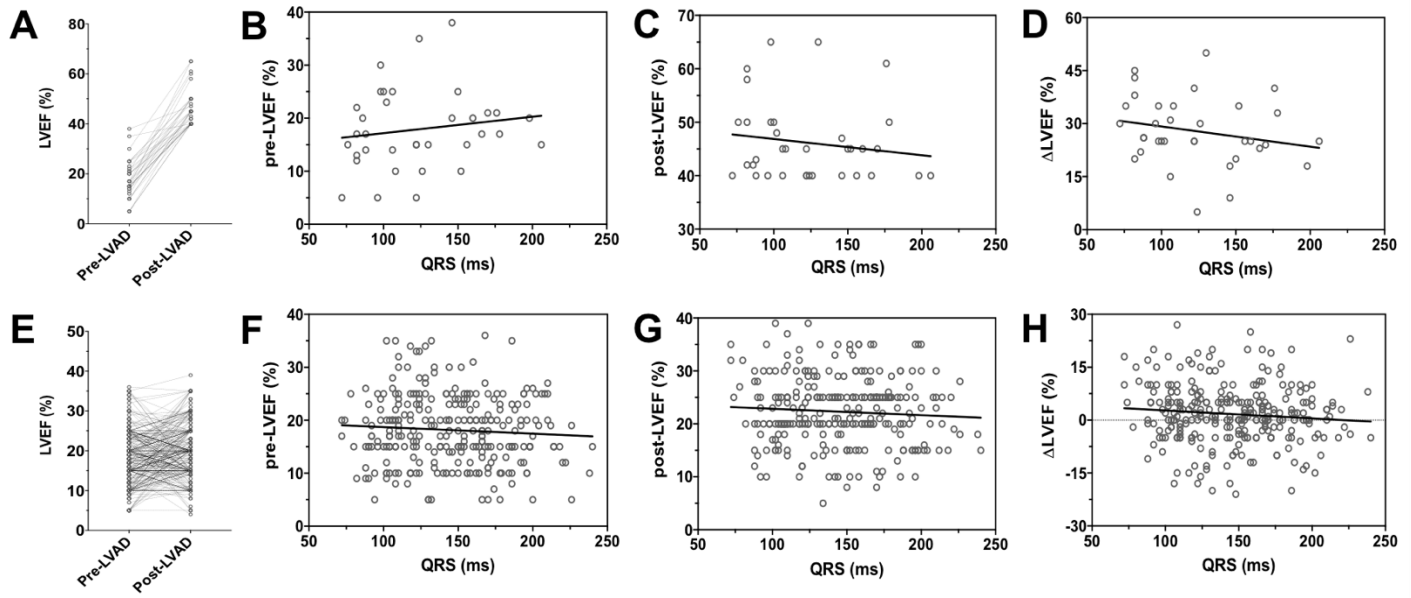 A
LVEF (%)
80
60
40
20
0
Pre-LVAD
Post-LVAD
B
pre-LVEF (%)
40
30
20
10
0
50
100
150
200
250
QRS (ms)
C
post-LVEF (%)
70
60
50
40
30
50
100
150
200
250
QRS (ms)
D
ΔLVEF (%)
60
45
30
15
0
50
100
150
200
250
QRS (ms)
E
LVEF (%)
50
40
30
20
10
0
Pre-LVAD
Post-LVAD
F
pre-LVEF (%)
40
30
20
10
0
50
100
150
200
250
QRS (ms)
G
post-LVEF (%)
40
30
20
10
0
50
100
150
200
250
QRS (ms)
H
ΔLVEF (%)
30
15
0
-15
-30
50
100
150
200
250
QRS (ms)